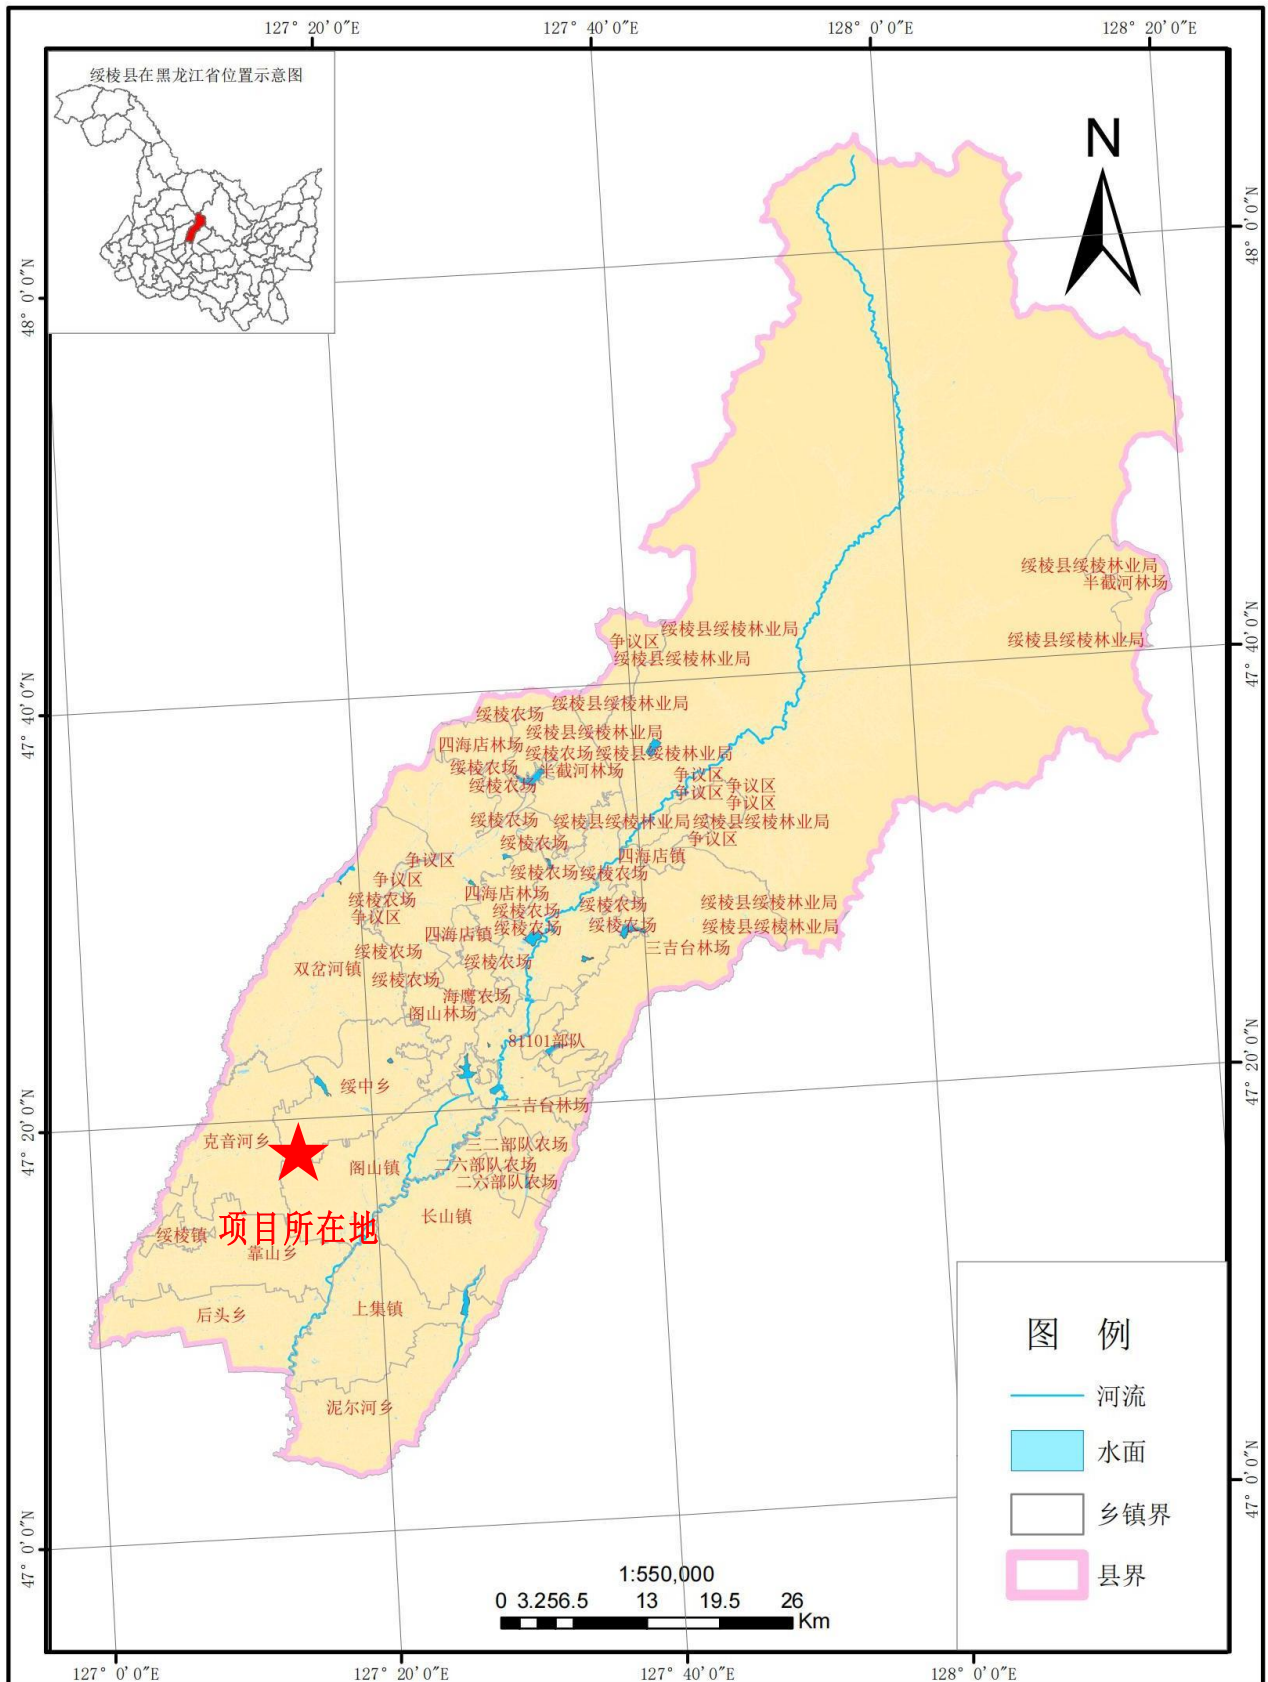 127° 20′0″E
127° 40′0″E
128° 0′0″E
128° 20′0″E
绥棱县在黑龙江省位置示意图
N
48° 0′0″N
48° 0′0″N
绥棱县绥棱林业局
半截河林场
绥棱县绥棱林业局
绥棱县绥棱林业局
争议区
绥棱县绥棱林业局
47° 40′0″N
47° 40′0″N
绥棱县绥棱林业局
绥棱农场
绥棱县绥棱林业局
四海店林场
绥棱农场
绥棱县绥棱林业局
绥棱农场
半截河林场
绥棱农场
争议区
争议区
争议区
争议区
绥棱农场
绥棱县绥棱林业局
绥棱县绥棱林业局
争议区
绥棱农场
四海店镇
争议区
绥棱农场
绥棱农场
争议区
四海店林场
绥棱农场
争议区
绥棱农场
绥棱农场
绥棱县绥棱林业局
四海店镇
绥棱农场
绥棱农场
绥棱县绥棱林业局
三吉台林场
绥棱农场
双岔河镇
绥棱农场
绥棱农场
海鹰农场
阁山林场
81101部队
47° 20′0″N
47° 20′0″N
绥中乡
三吉台林场
克音河乡
三二部队农场
阁山镇
二六部队农场
二六部队农场
长山镇
项目所在地
绥棱镇
靠山乡
后头乡
上集镇
泥尔河乡
47° 0′0″N
47° 0′0″N
图 例
河流
水面
乡镇界
县界
1:550,000
0 3.25 6.5 13 19.5 26
Km
127° 0′0″E
127° 20′0″E
127° 40′0″E
128° 0′0″E